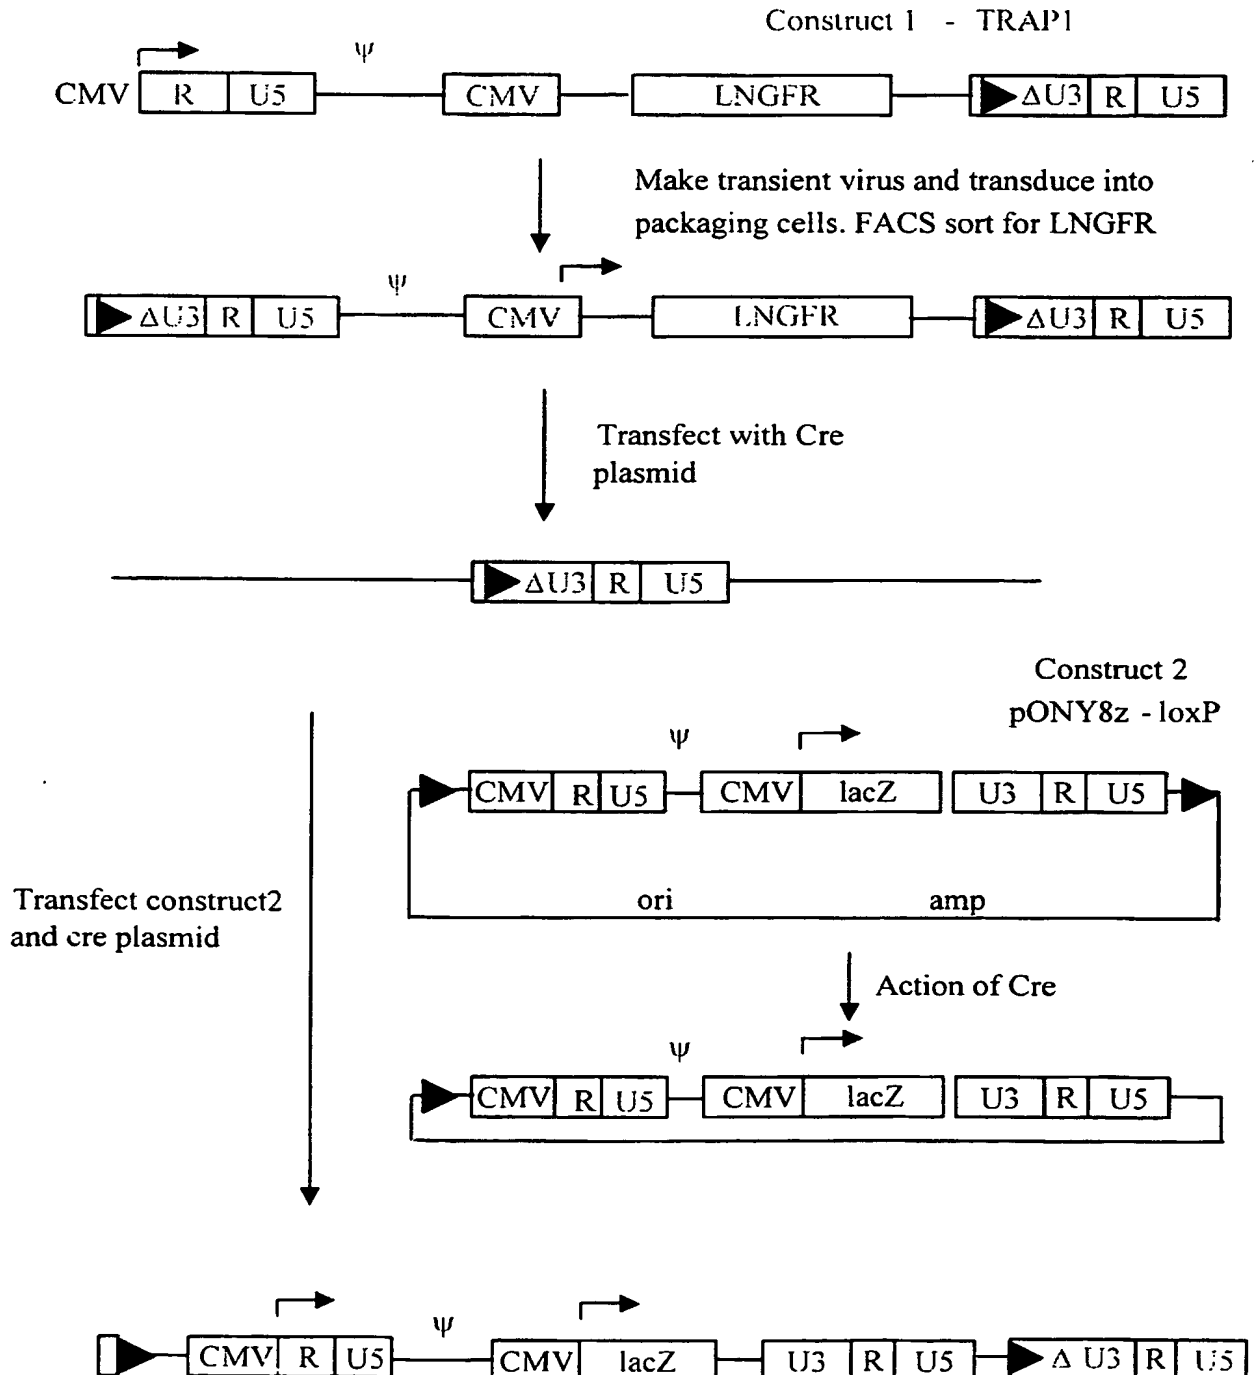 Construct 1 - TRAP1
ψ
CMV R U5 CMV LNGFR ΔU3 R U5
Make transient virus and transduce into
packaging cells. FACS sort for LNGFR
ψ
ΔU3 R U5 CMV LNGFR ΔU3 R U5
Transfect with Cre
plasmid
ΔU3 R U5
Construct 2
pONY8z - loxP
ψ
CMV R U5 CMV lacZ U3 R U5
ori amp
Transfect construct2
and cre plasmid
Action of Cre
ψ
CMV R U5 CMV lacZ U3 R U5
ψ
CMV R U5 CMV lacZ U3 R U5 Δ U3 R U5